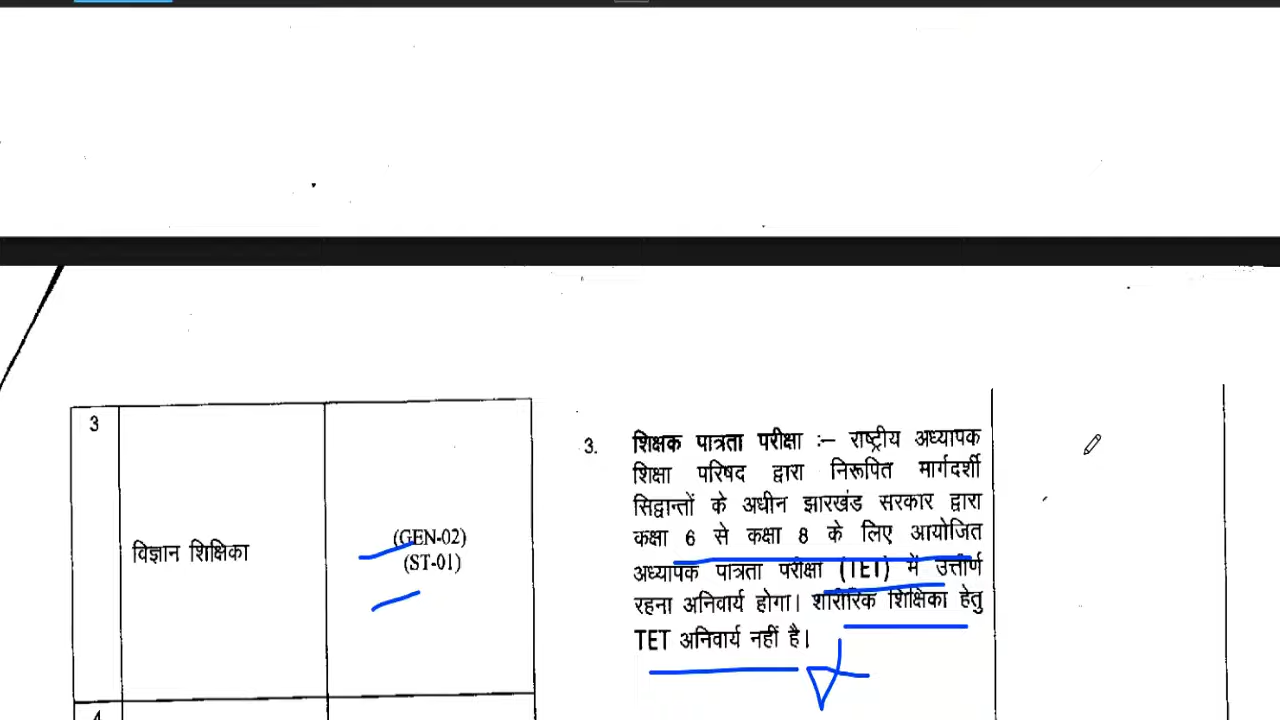 3
विज्ञान शिक्षिका
(GEN-02)
(ST-01)
3. शिक्षक पात्रता परीक्षा :– राष्ट्रीय अध्यापक
शिक्षा परिषद द्वारा निरूपित मार्गदर्शी
सिद्वान्तों के अधीन झारखंड सरकार द्वारा
कक्षा 6 से कक्षा 8 के लिए आयोजित
अध्यापक पात्रता परीक्षा (TET) में उत्तीर्ण
रहना अनिवार्य होगा। शारीरिक शिक्षिका हेतु
TET अनिवार्य नहीं है।
4